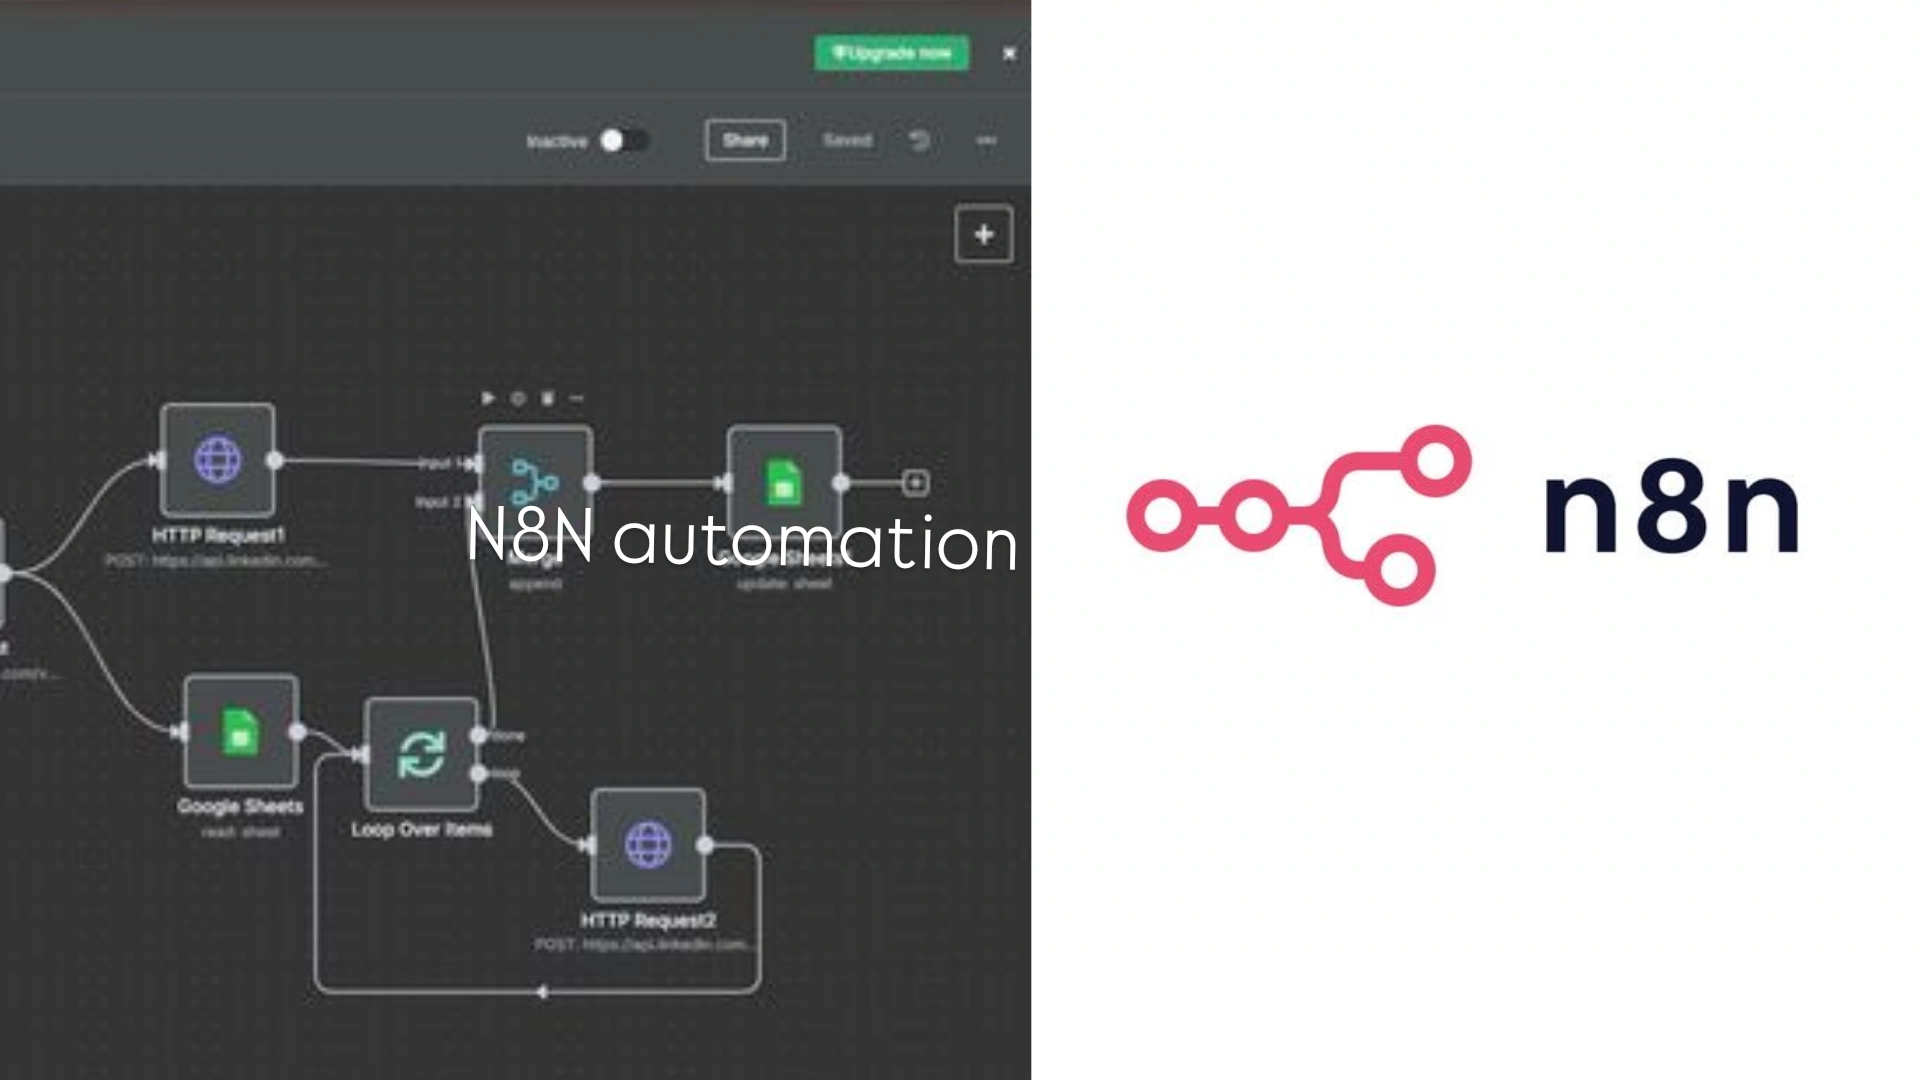 Upgrade now
Inactive
Share
Saved
Input 1
Input 2
HTTP Request1
POST: https://api.linkedin.com...
N8N automation
append
Google Sheets
update: sheet
Google Sheets
read: sheet
Loop Over Items
done
loop
HTTP Request2
POST: https://api.linkedin.com...
n8n